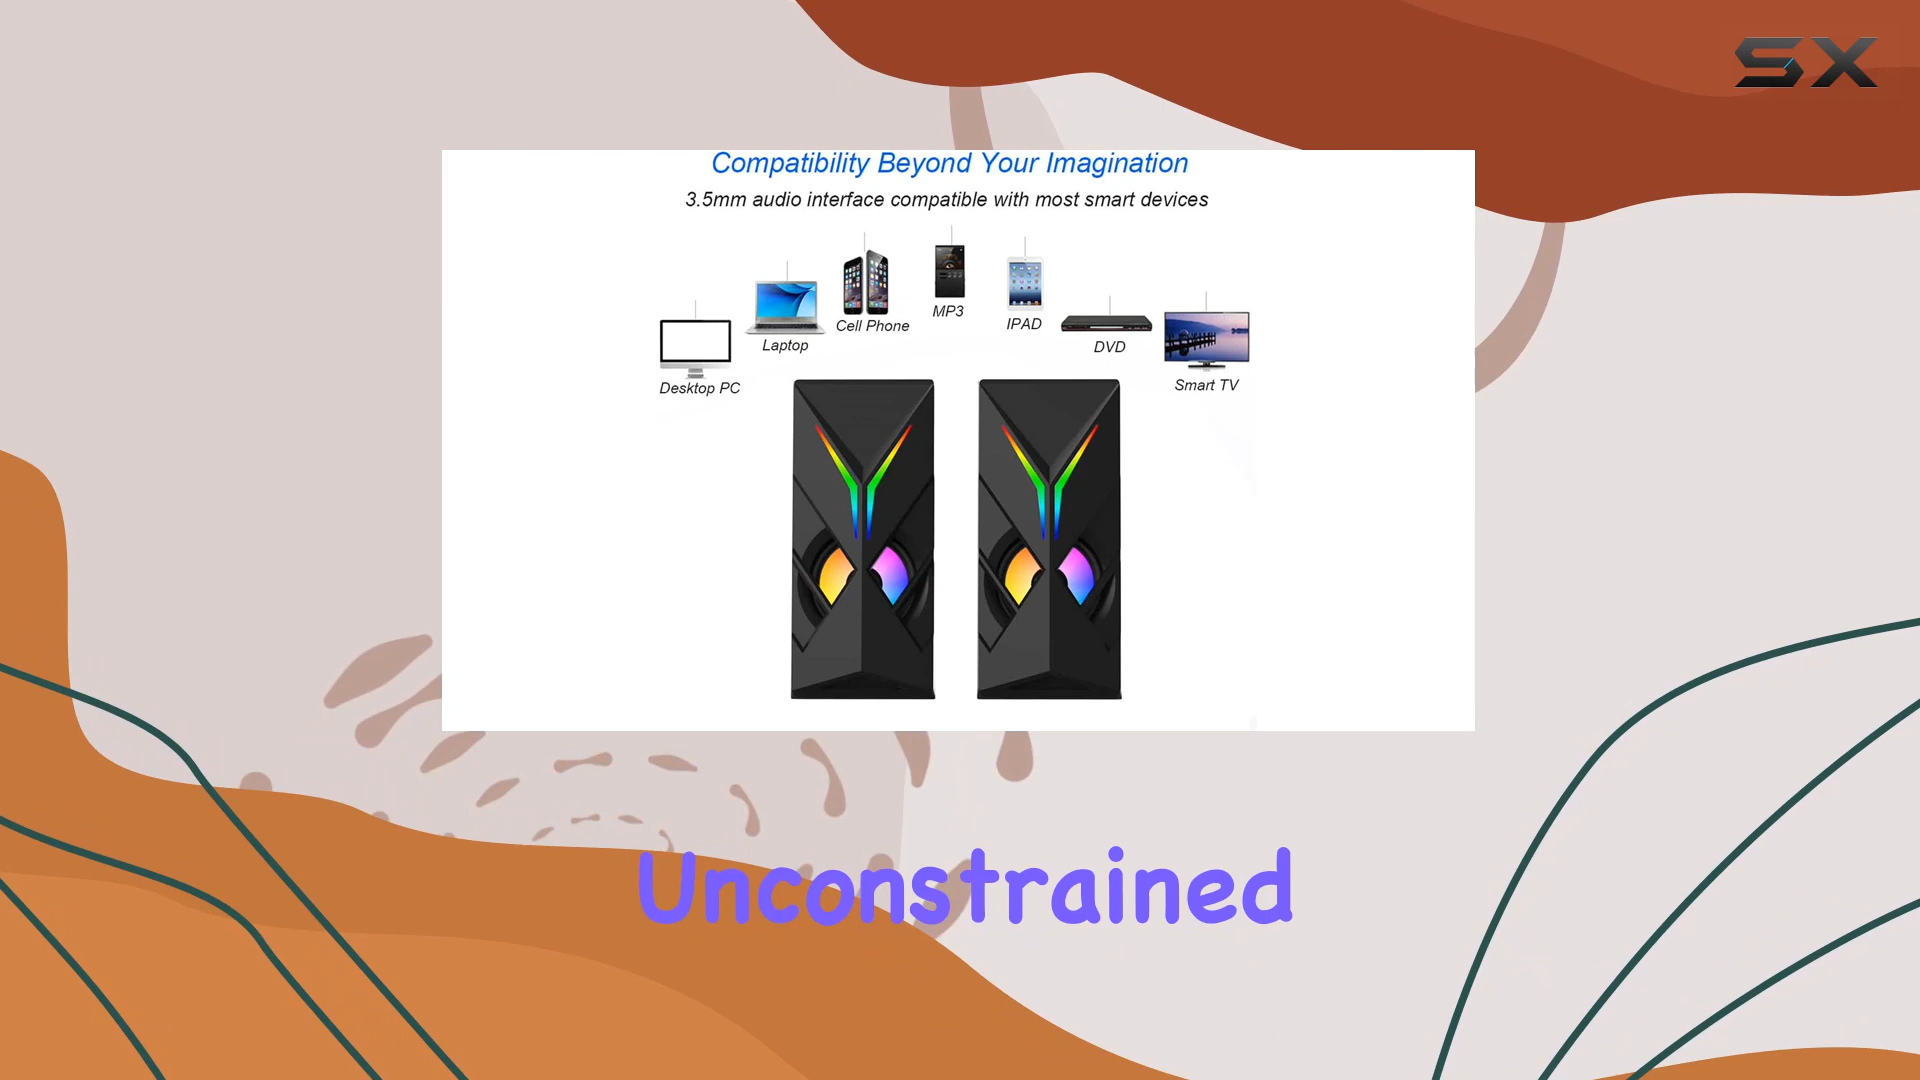 SX
Compatibility Beyond Your Imagination
3.5mm audio interface compatible with most smart devices
MP3
IPAD
Cell Phone
Laptop
DVD
Smart TV
Desktop PC
Unconstrained